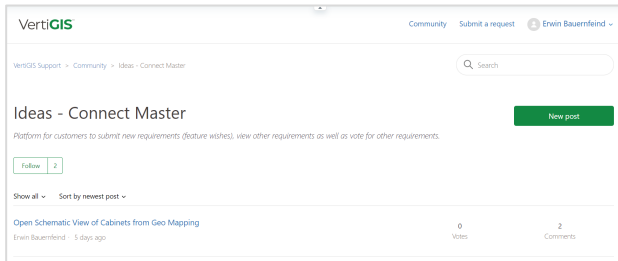 VertiGIS
Community Submit a request Erwin Bauernfeind
VertiGIS Support > Community > Ideas - Connect Master
Search
Ideas - Connect Master
New post
Platform for customers to submit new requirements (feature wishes), view other requirements as well as vote for other requirements.
Follow 2
Show all Sort by newest post
Open Schematic View of Cabinets from Geo Mapping
0 2
Erwin Bauernfeind · 5 days ago Votes Comments